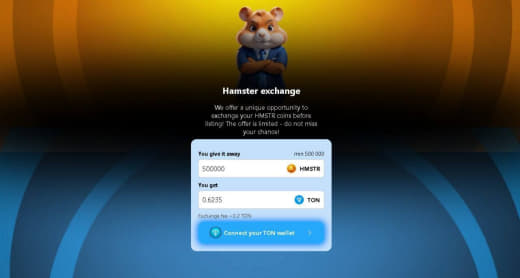 Hamster exchange
We offer a unique opportunity to
exchange your HMSTR coins before
listing! The offer is limited - do not miss
your chance!
You give it away min 500 000
500000 HMSTR
You get
0.6235 TON
Exchange fee ~0.2 TON
Connect your TON wallet